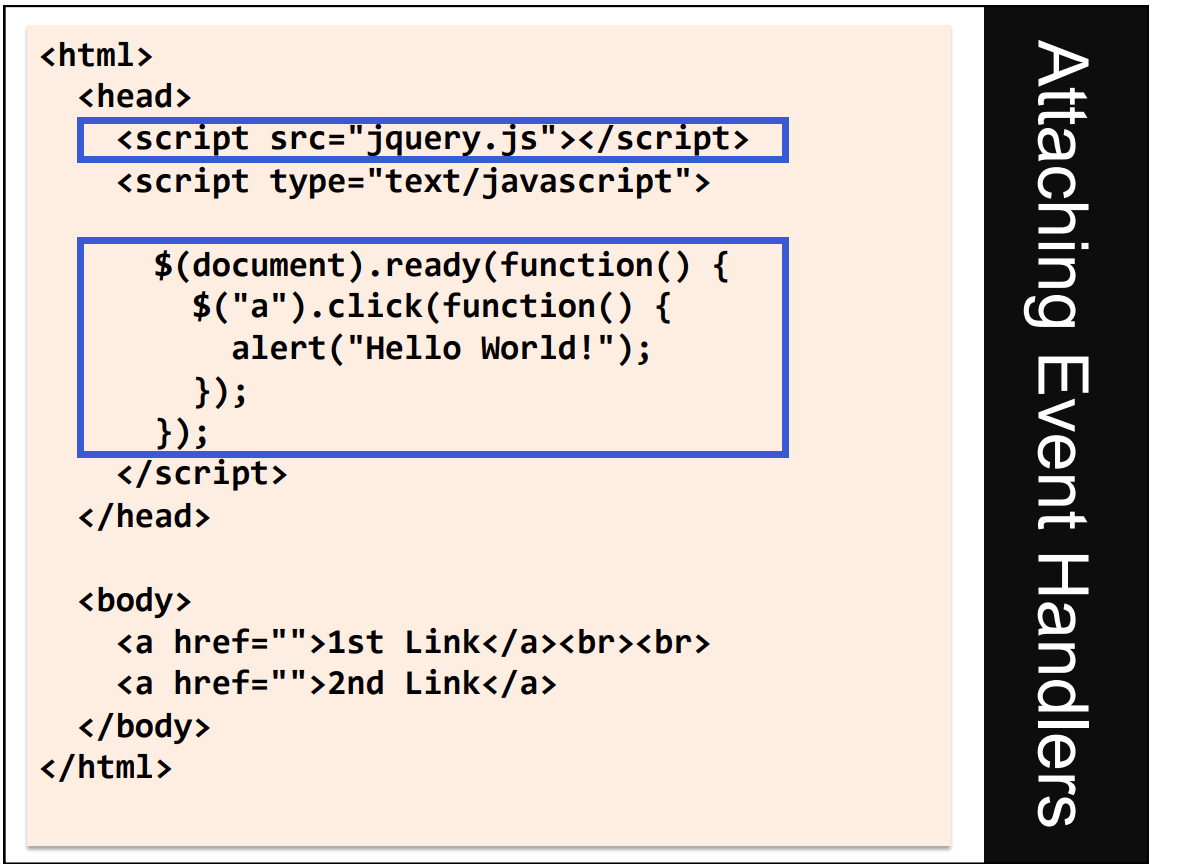 <html>
<head>
<script src="jquery.js"></script>
<script type="text/javascript">
$(document).ready(function() {
$("a").click(function() {
alert("Hello World!");
});
});
</script>
</head>
<body>
<a href="">1st Link</a><br><br>
<a href="">2nd Link</a>
</body>
</html>
Attaching Event Handlers